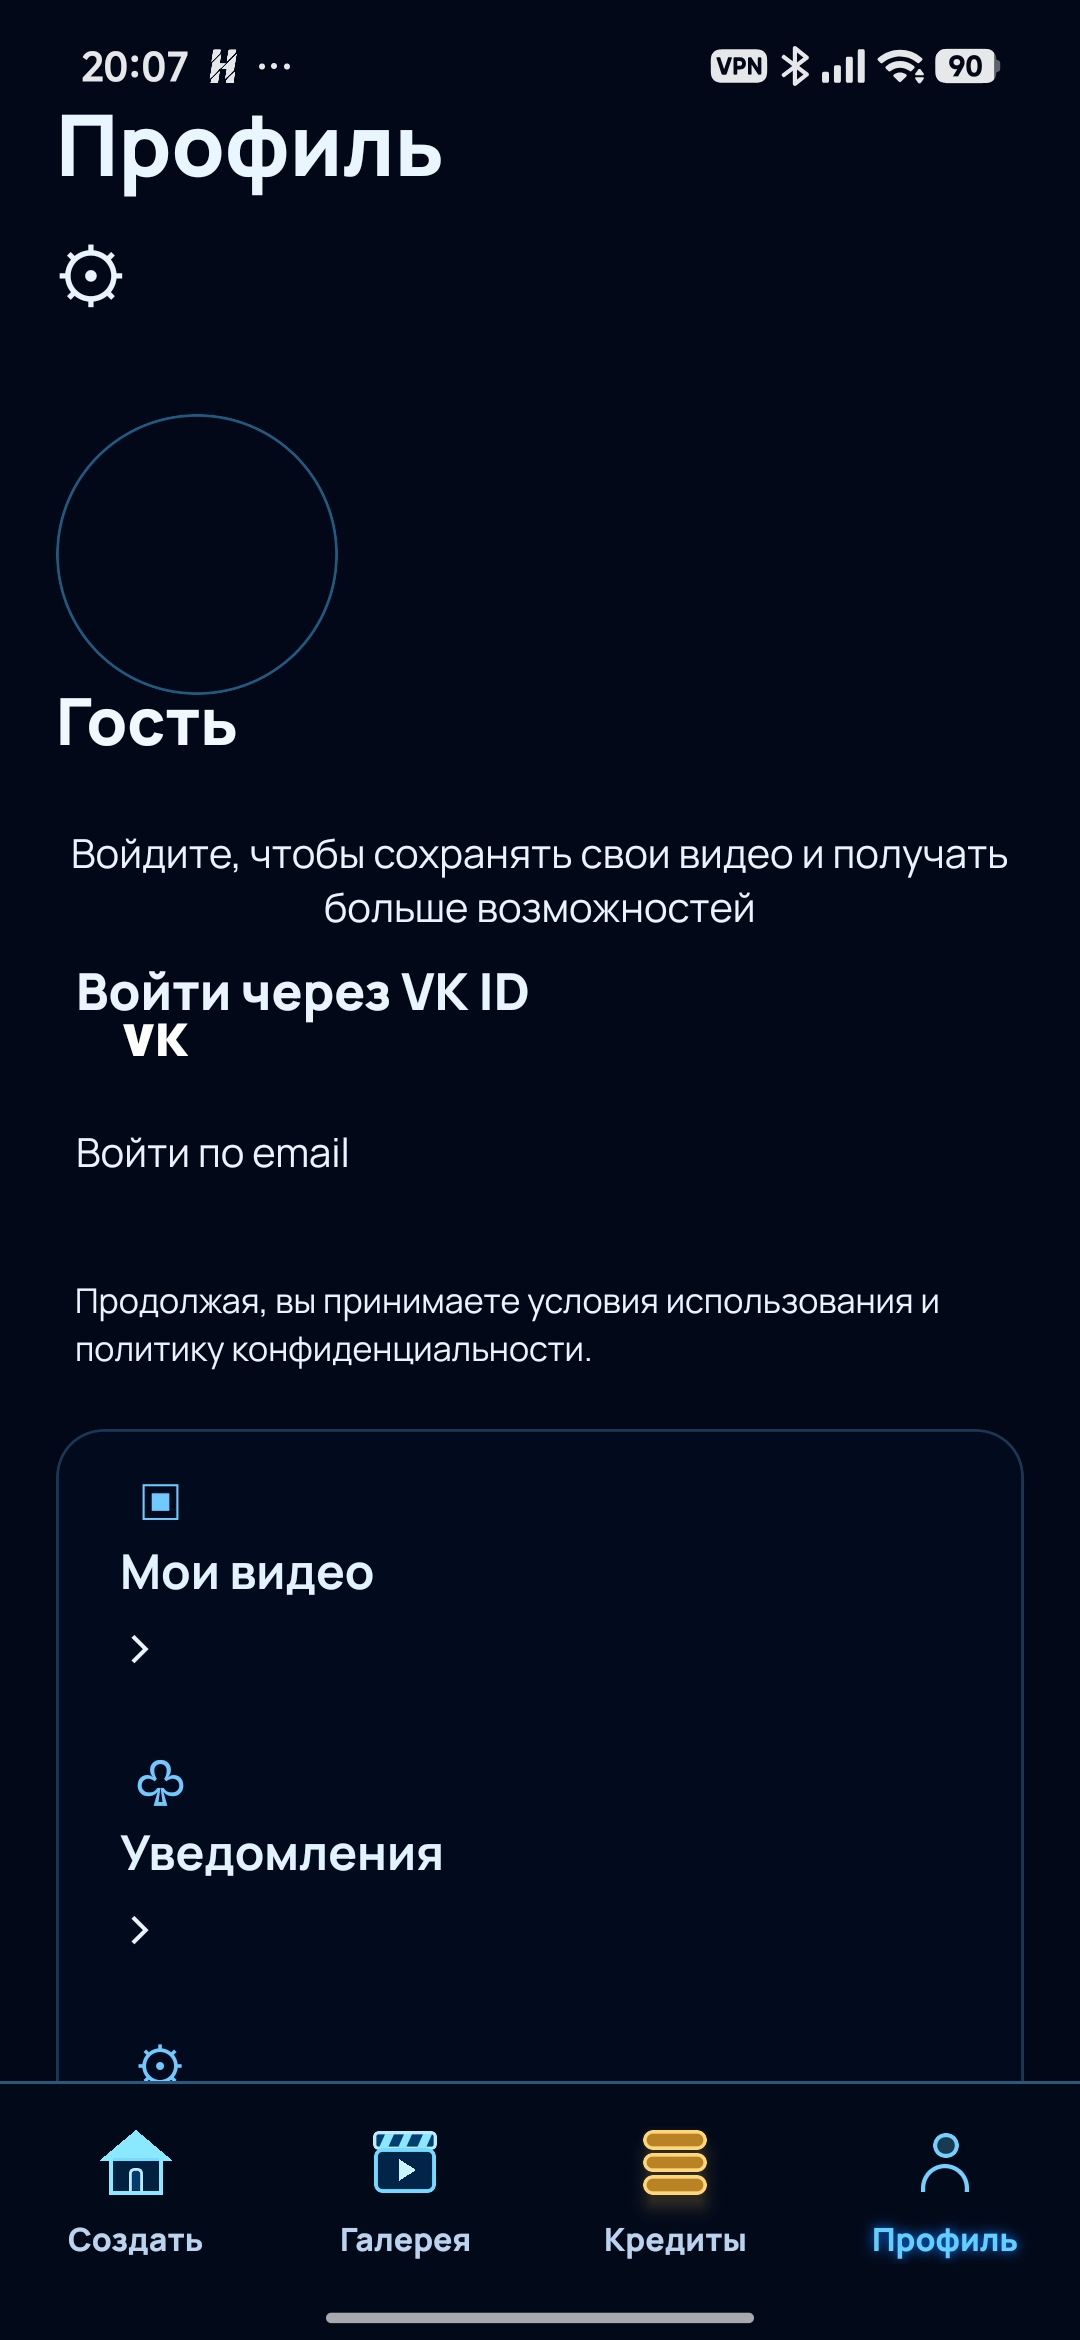 20:07 ... VPN 90
Профиль
Гость
Войдите, чтобы сохранять свои видео и получать
больше возможностей
Войти через VK ID
VK
Войти по email
Продолжая, вы принимаете условия использования и
политику конфиденциальности.
Мои видео
Уведомления
Создать Галерея Кредиты Профиль